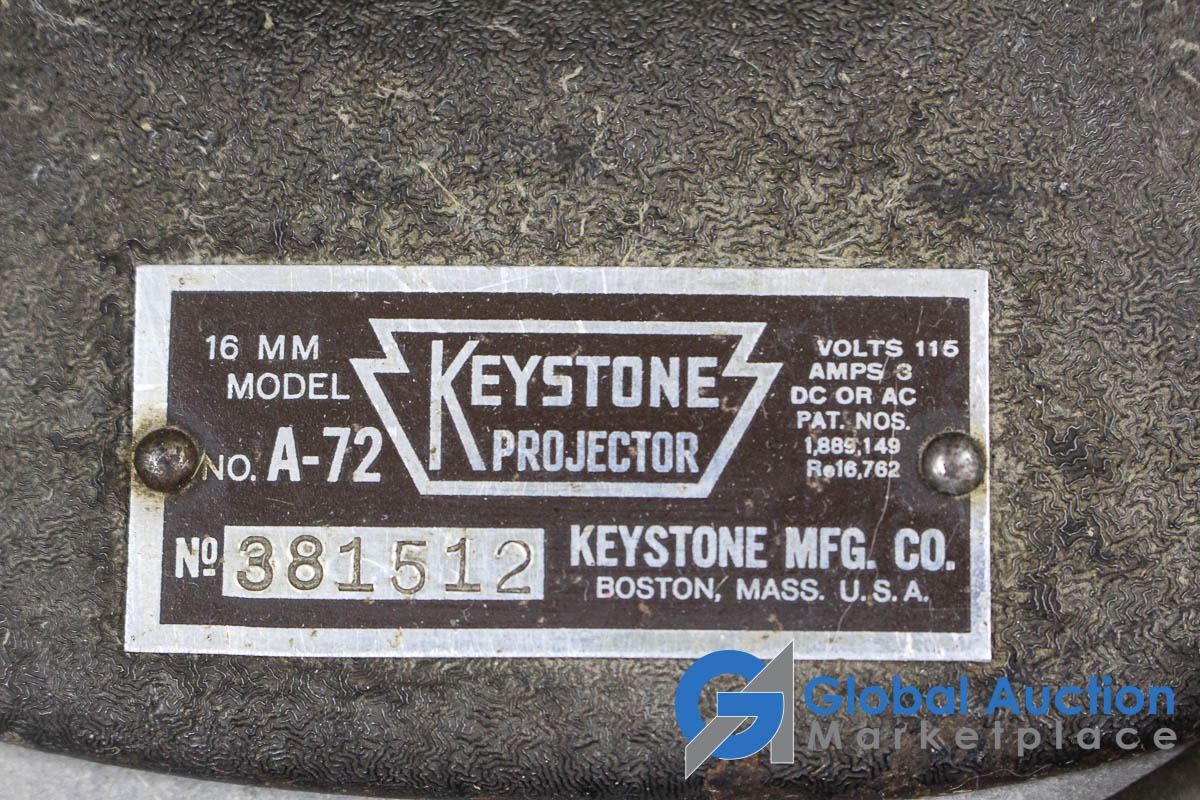 16 MM
MODEL
NO. A-72
KEYSTONE
PROJECTOR
VOLTS 115
AMPS 3
DC OR AC
PAT. NOS.
1,889,149
Re16,762
Nº 381512
KEYSTONE MFG. CO.
BOSTON, MASS. U.S.A.
GA Global Auction
Marketplace